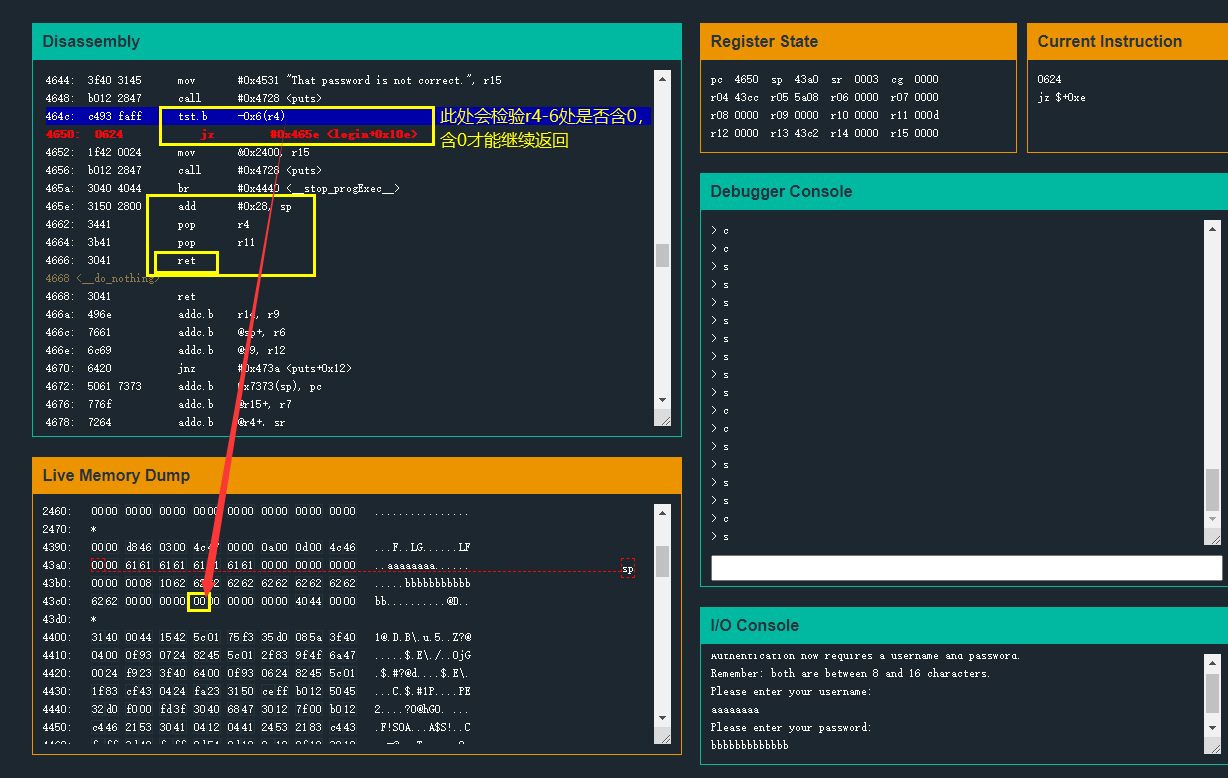 Disassembly
4644: 3f40 3145 mov #0x4531 "That password is not correct.", r15
4648: b012 2847 call #0x4728 <puts>
464c: c493 faff tst.b -0x6(r4)
4650: 0624 jz #0x465e <login+0x10e>
4652: 1f42 0024 mov &0x2400, r15
4656: b012 2847 call #0x4728 <puts>
465a: 3040 4044 br #0x4440 <__stop_progExec__>
465e: 3150 2800 add #0x28, sp
4662: 3441 pop r4
4664: 3b41 pop r11
4666: 3041 ret
4668 <__do_nothing>
4668: 3041 ret
466a: 496e addc.b r14, r9
466c: 7661 addc.b @sp+, r6
466e: 6c69 addc.b @r9, r12
4670: 6420 jnz #0x473a <puts+0x12>
4672: 5061 7373 addc.b 0x7373(sp), pc
4676: 776f addc.b @r15+, r7
4678: 7264 addc.b @r4+, sr
此处会检验r4-6处是否含0，
含0才能继续返回
Register State
pc 4650 sp 43a0 sr 0003 cg 0000
r04 43cc r05 5a08 r06 0000 r07 0000
r08 0000 r09 0000 r10 0000 r11 000d
r12 0000 r13 43c2 r14 0000 r15 0000
Current Instruction
0624
jz $+0xe
Debugger Console
> c
> c
> s
> s
> s
> s
> s
> s
> s
> s
> c
> c
> s
> s
> s
> s
> c
> s
Live Memory Dump
2460: 0000 0000 0000 0000 0000 0000 0000 0000 ................
2470: *
4390: 0000 d846 0300 4c47 0000 0a00 0d00 4c46 ...F..LG......LF
43a0: 0000 6161 6161 6161 6161 0000 0000 0000 ..aaaaaaaa......
sp
43b0: 0000 0008 1062 6262 6262 6262 6262 6262 .....bbbbbbbbbbb
43c0: 6262 0000 0000 0000 0000 0000 4044 0000 bb..........@D..
43d0: *
4400: 3140 0044 1542 5c01 75f3 35d0 085a 3f40 1@.D.B\.u.5..Z?@
4410: 0400 0f93 0724 8245 5c01 2f83 9f4f 6a47 .....$.E\./..OjG
4420: 0024 f923 3f40 6400 0f93 0624 8245 5c01 .$.#?@d....$.E\.
4430: 1f83 cf43 0424 fa23 3150 ceff b012 5045 ...C.$.#1P....PE
4440: 32d0 f000 fd3f 3040 6847 3012 7f00 b012 2....?0@hG0.....
4450: c446 2153 3041 0412 0441 2453 2183 c443 .F!S0A...A$S!..C
I/O Console
Authentication now requires a username and password.
Remember: both are between 8 and 16 characters.
Please enter your username:
aaaaaaaa
Please enter your password:
bbbbbbbbbbbbb